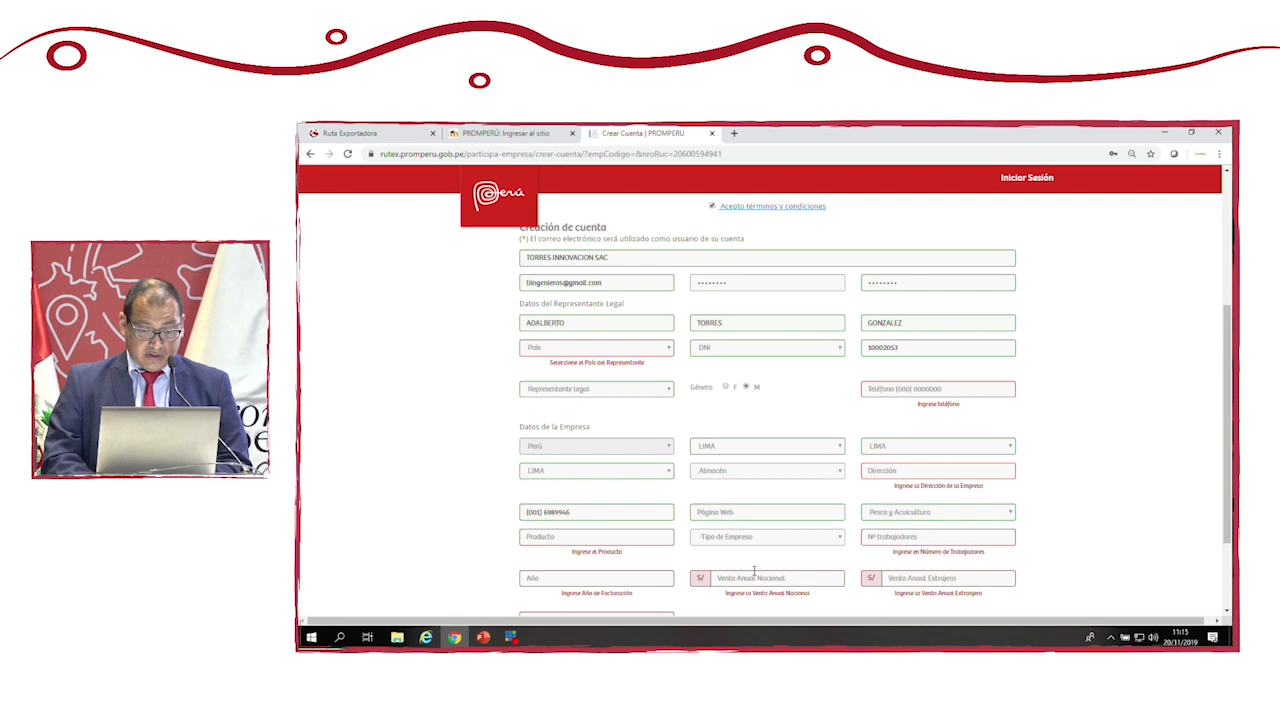 Ruta Exportadora
PROMPERÚ: Ingresar al sitio
Crear Cuenta | PROMPERU
rutex.promperu.gob.pe/participa-empresa/crear-cuenta/?empCodigo=&nroRuc=20600594941
Perú
Iniciar Sesión
Acepto términos y condiciones
Creación de cuenta
(*) El correo electrónico será utilizado como usuario de su cuenta
TORRES INNOVACION SAC
tiingenieros@gmail.com
Datos del Representante Legal
ADALBERTO TORRES GONZALEZ
País DNI 10002053
Seleccione el País del Representante
Representante legal Género: F M Teléfono (000) 0000000
Ingrese teléfono
Datos de la Empresa
Perú LIMA LIMA
LIMA Almacén Dirección
Ingrese la Dirección de la Empresa
(001) 6989946 Página Web Pesca y Acuicultura
Producto -Tipo de Empresa- Nº trabajadores
Ingrese el Producto Ingrese en Número de Trabajadores
Año S/ Venta Anual Nacional S/ Venta Anual Extrajera
Ingrese Año de Facturación Ingrese la Venta Anual Nacional Ingrese la Venta Anual Extranjera
11:15
20/11/2019